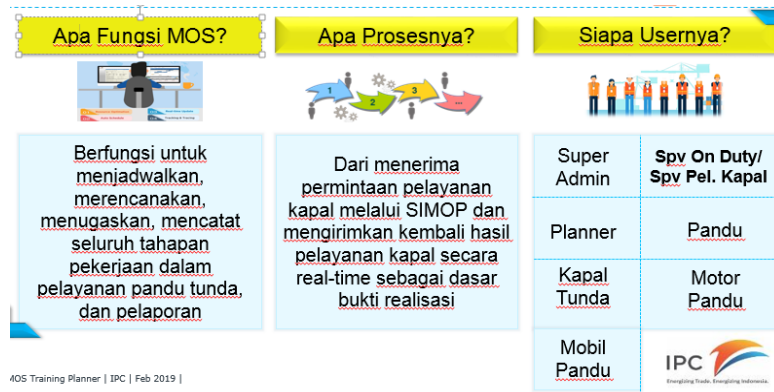 Apa Fungsi MOS?
Apa Prosesnya?
Siapa Usernya?
1
2
3
...
Berfungsi untuk
menjadwalkan,
merencanakan,
menugaskan, mencatat
seluruh tahapan
pekerjaan dalam
pelayanan pandu tunda,
dan pelaporan
Dari menerima
permintaan pelayanan
kapal melalui SIMOP dan
mengirimkan kembali hasil
pelayanan kapal secara
real-time sebagai dasar
bukti realisasi
Super
Admin
Spv On Duty/
Spv Pel. Kapal
Planner
Pandu
Kapal
Tunda
Motor
Pandu
Mobil
Pandu
IPC
Energizing Trade. Energizing Indonesia.
MOS Training Planner | IPC | Feb 2019 |